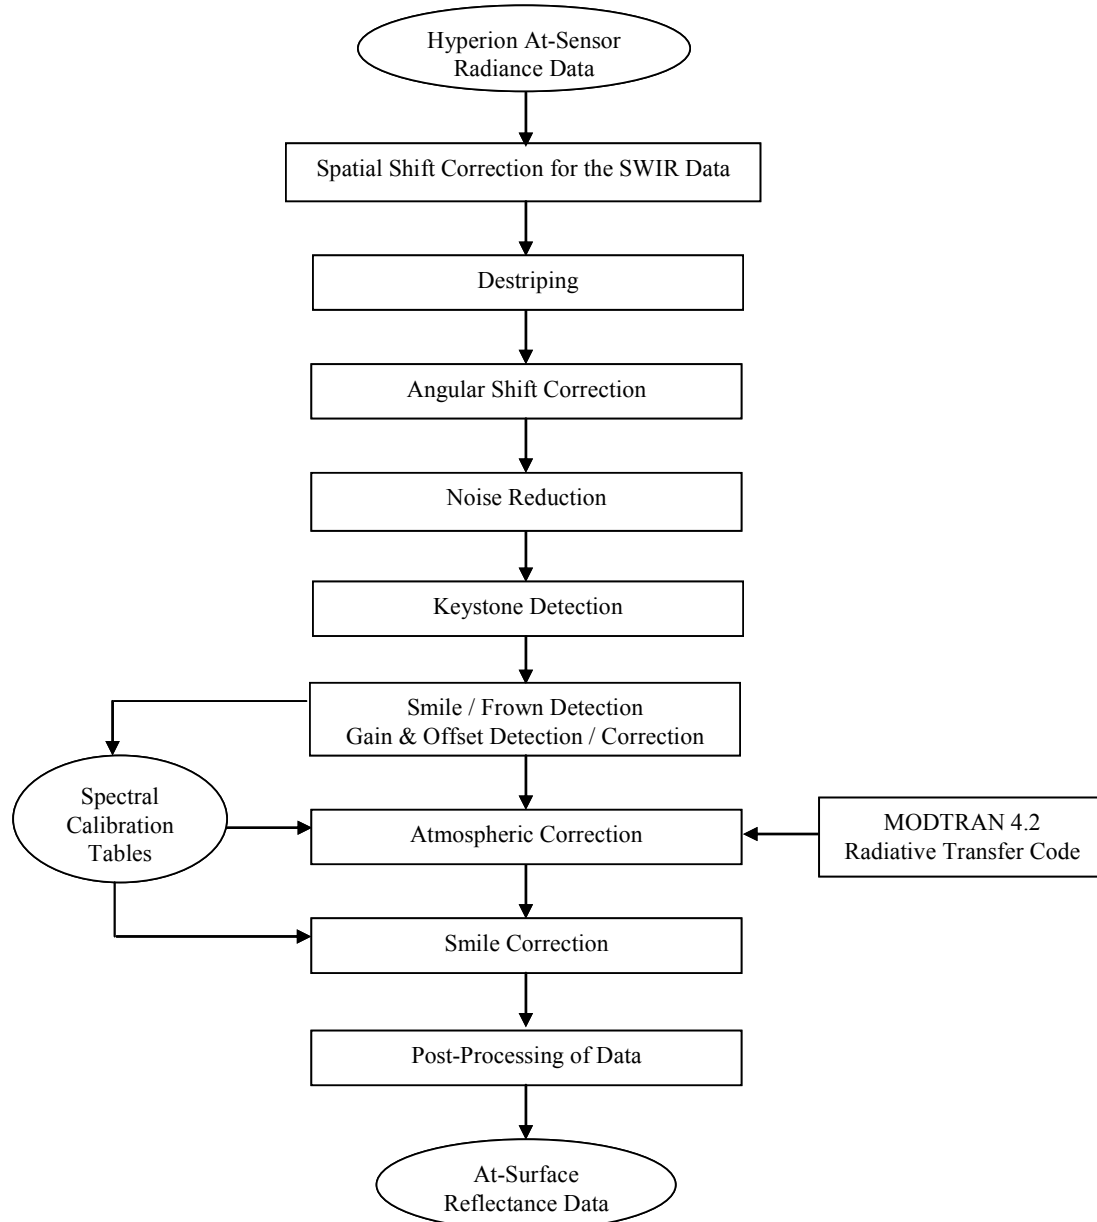 Hyperion At-Sensor
Radiance Data
Spatial Shift Correction for the SWIR Data
Destriping
Angular Shift Correction
Noise Reduction
Keystone Detection
Smile / Frown Detection
Gain & Offset Detection / Correction
Spectral
Calibration
Tables
Atmospheric Correction
MODTRAN 4.2
Radiative Transfer Code
Smile Correction
Post-Processing of Data
At-Surface
Reflectance Data